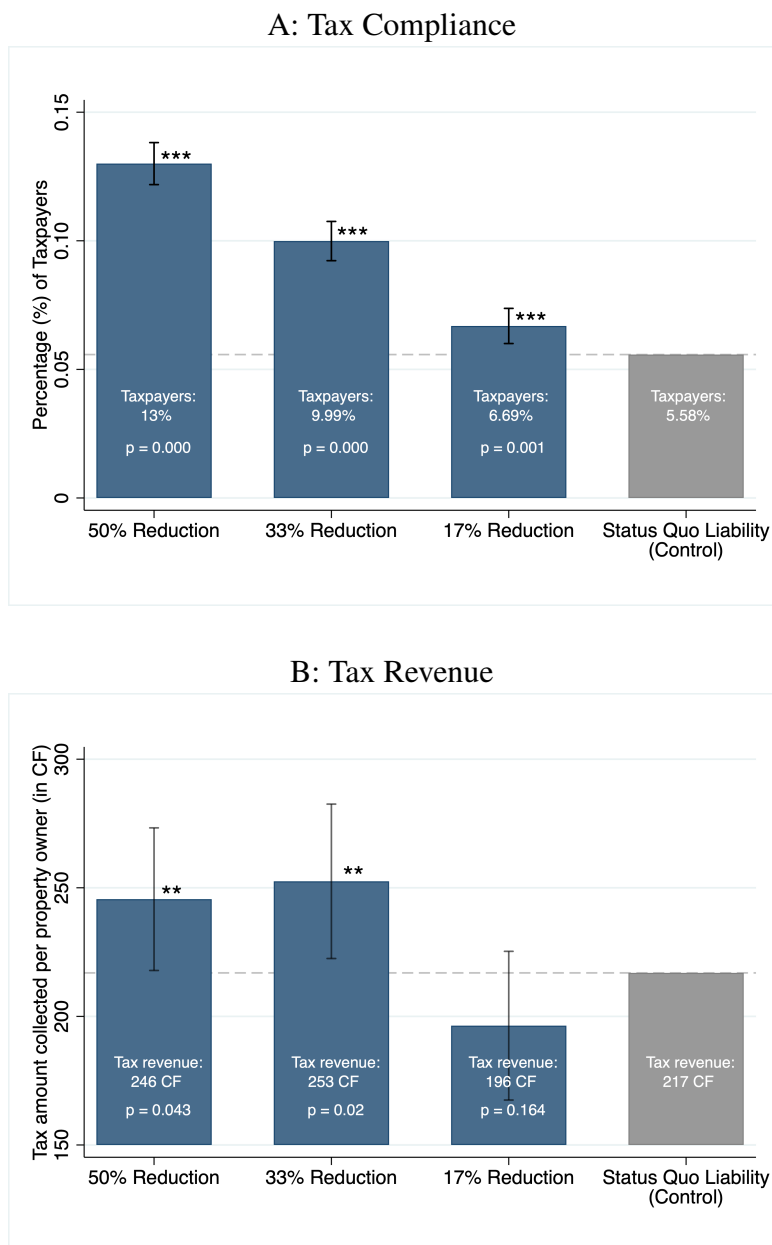 A: Tax Compliance
Percentage (%) of Taxpayers
0.15
0.10
0.05
0
***
***
***
Taxpayers:
13%
p = 0.000
Taxpayers:
9.99%
p = 0.000
Taxpayers:
6.69%
p = 0.001
Taxpayers:
5.58%
50% Reduction
33% Reduction
17% Reduction
Status Quo Liability
(Control)
B: Tax Revenue
Tax amount collected per property owner (in CF)
300
250
200
150
**
**
Tax revenue:
246 CF
p = 0.043
Tax revenue:
253 CF
p = 0.02
Tax revenue:
196 CF
p = 0.164
Tax revenue:
217 CF
50% Reduction
33% Reduction
17% Reduction
Status Quo Liability
(Control)